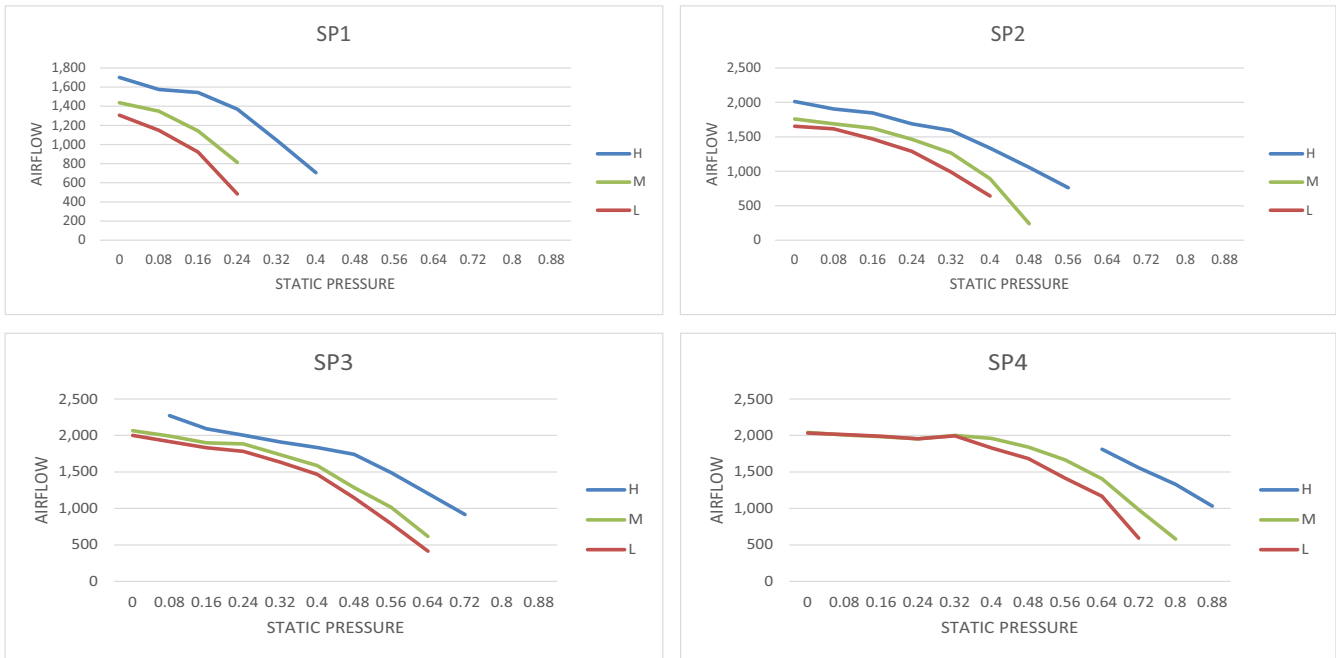 SP1
AIRFLOW
1,800
1,600
1,400
1,200
1,000
800
600
400
200
0
0 0.08 0.16 0.24 0.32 0.4 0.48 0.56 0.64 0.72 0.8 0.88
STATIC PRESSURE
H
M
L
SP2
AIRFLOW
2,500
2,000
1,500
1,000
500
0
0 0.08 0.16 0.24 0.32 0.4 0.48 0.56 0.64 0.72 0.8 0.88
STATIC PRESSURE
H
M
L
SP3
AIRFLOW
2,500
2,000
1,500
1,000
500
0
0 0.08 0.16 0.24 0.32 0.4 0.48 0.56 0.64 0.72 0.8 0.88
STATIC PRESSURE
H
M
L
SP4
AIRFLOW
2,500
2,000
1,500
1,000
500
0
0 0.08 0.16 0.24 0.32 0.4 0.48 0.56 0.64 0.72 0.8 0.88
STATIC PRESSURE
H
M
L